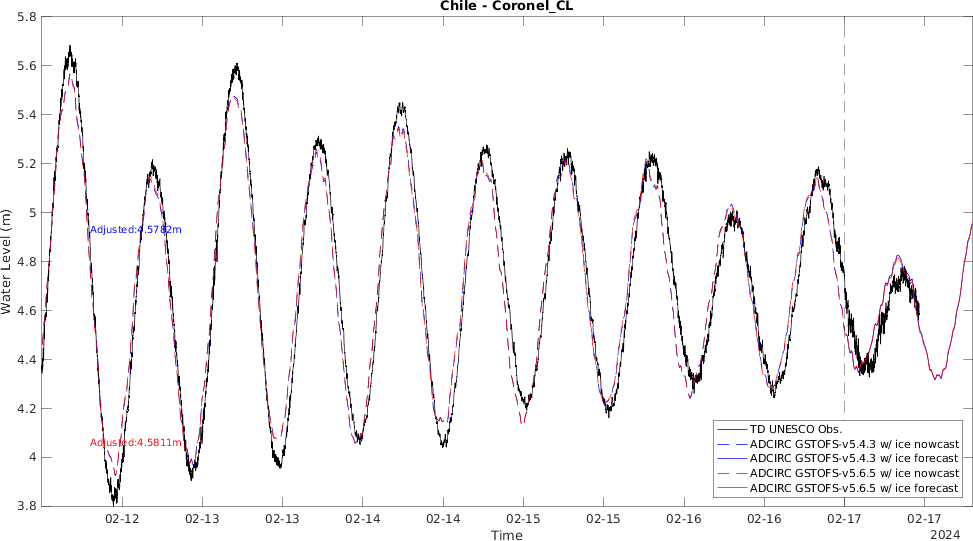 Chile - Coronel_CL
5.8
5.6
5.4
5.2
5
4.8
4.6
4.4
4.2
4
3.8
Water Level (m)
Adjusted:4.5782m
Adjusted:4.5811m
TD UNESCO Obs.
ADCIRC GSTOFS-v5.4.3 w/ ice nowcast
ADCIRC GSTOFS-v5.4.3 w/ ice forecast
ADCIRC GSTOFS-v5.6.5 w/ ice nowcast
ADCIRC GSTOFS-v5.6.5 w/ ice forecast
02-12 02-13 02-13 02-14 02-14 02-15 02-15 02-16 02-16 02-17 02-17
Time
2024